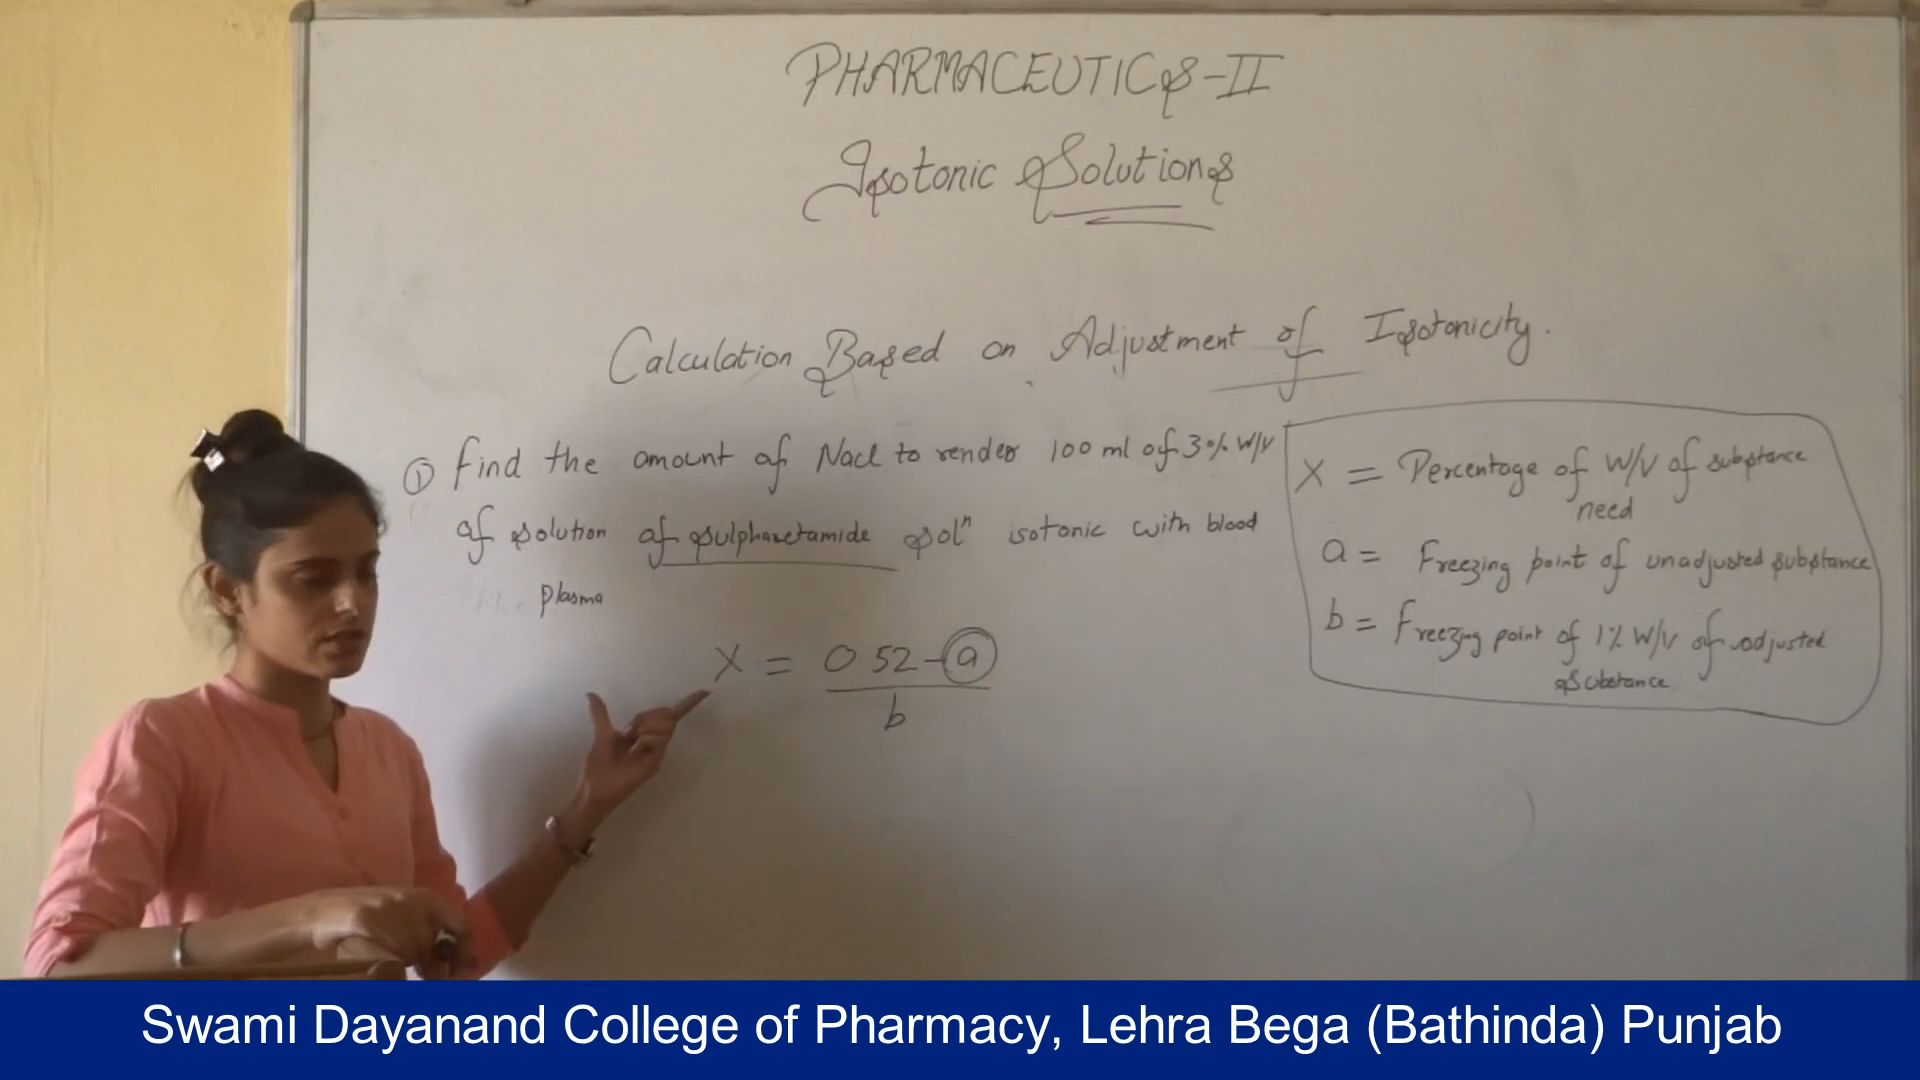 PHARMACEUTICS-II
Isotonic Solutions
Calculation Based on Adjustment of Isotonicity.
① Find the amount of Nacl to render 100 ml of 3% W/V
of solution of sulphacetamide solⁿ isotonic with blood
plasma
X = 0 52 - a
b
X = Percentage of W/V of substance
need
a = Freezing point of unadjusted substance
b = Freezing point of 1% W/V of adjusted
substance
Swami Dayanand College of Pharmacy, Lehra Bega (Bathinda) Punjab